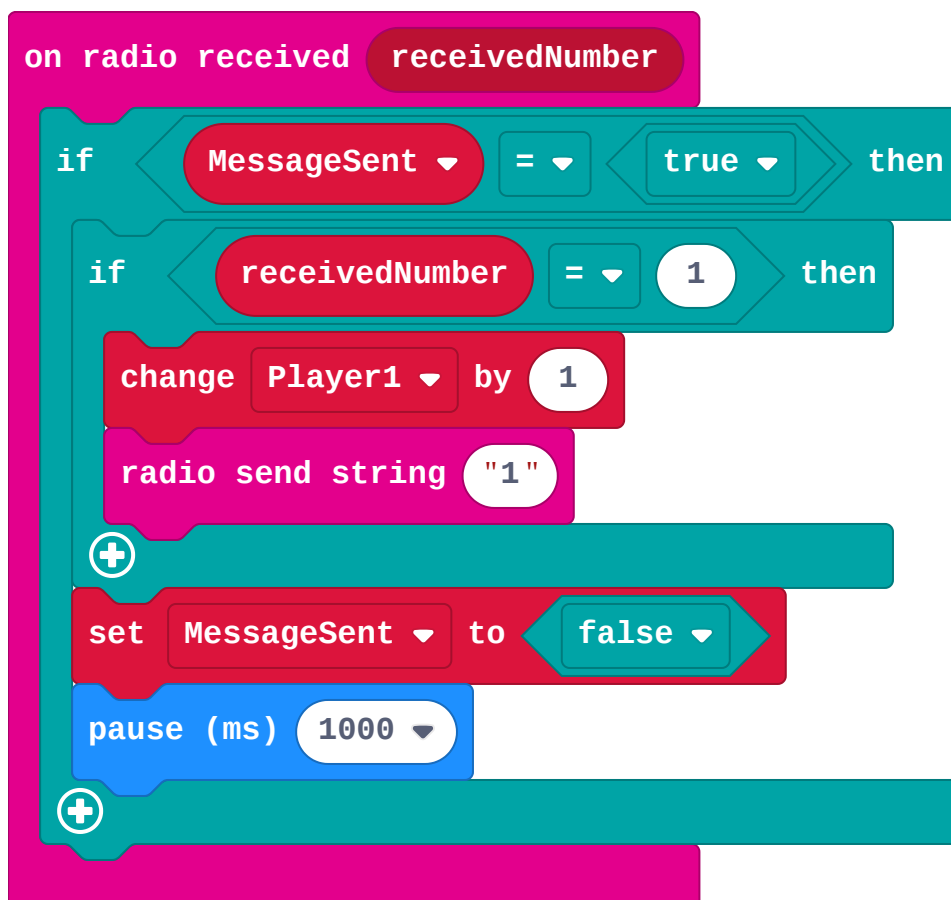 on radio received receivedNumber
if MessageSent = true then
if receivedNumber = 1 then
change Player1 by 1
radio send string "1"
set MessageSent to false
pause (ms) 1000